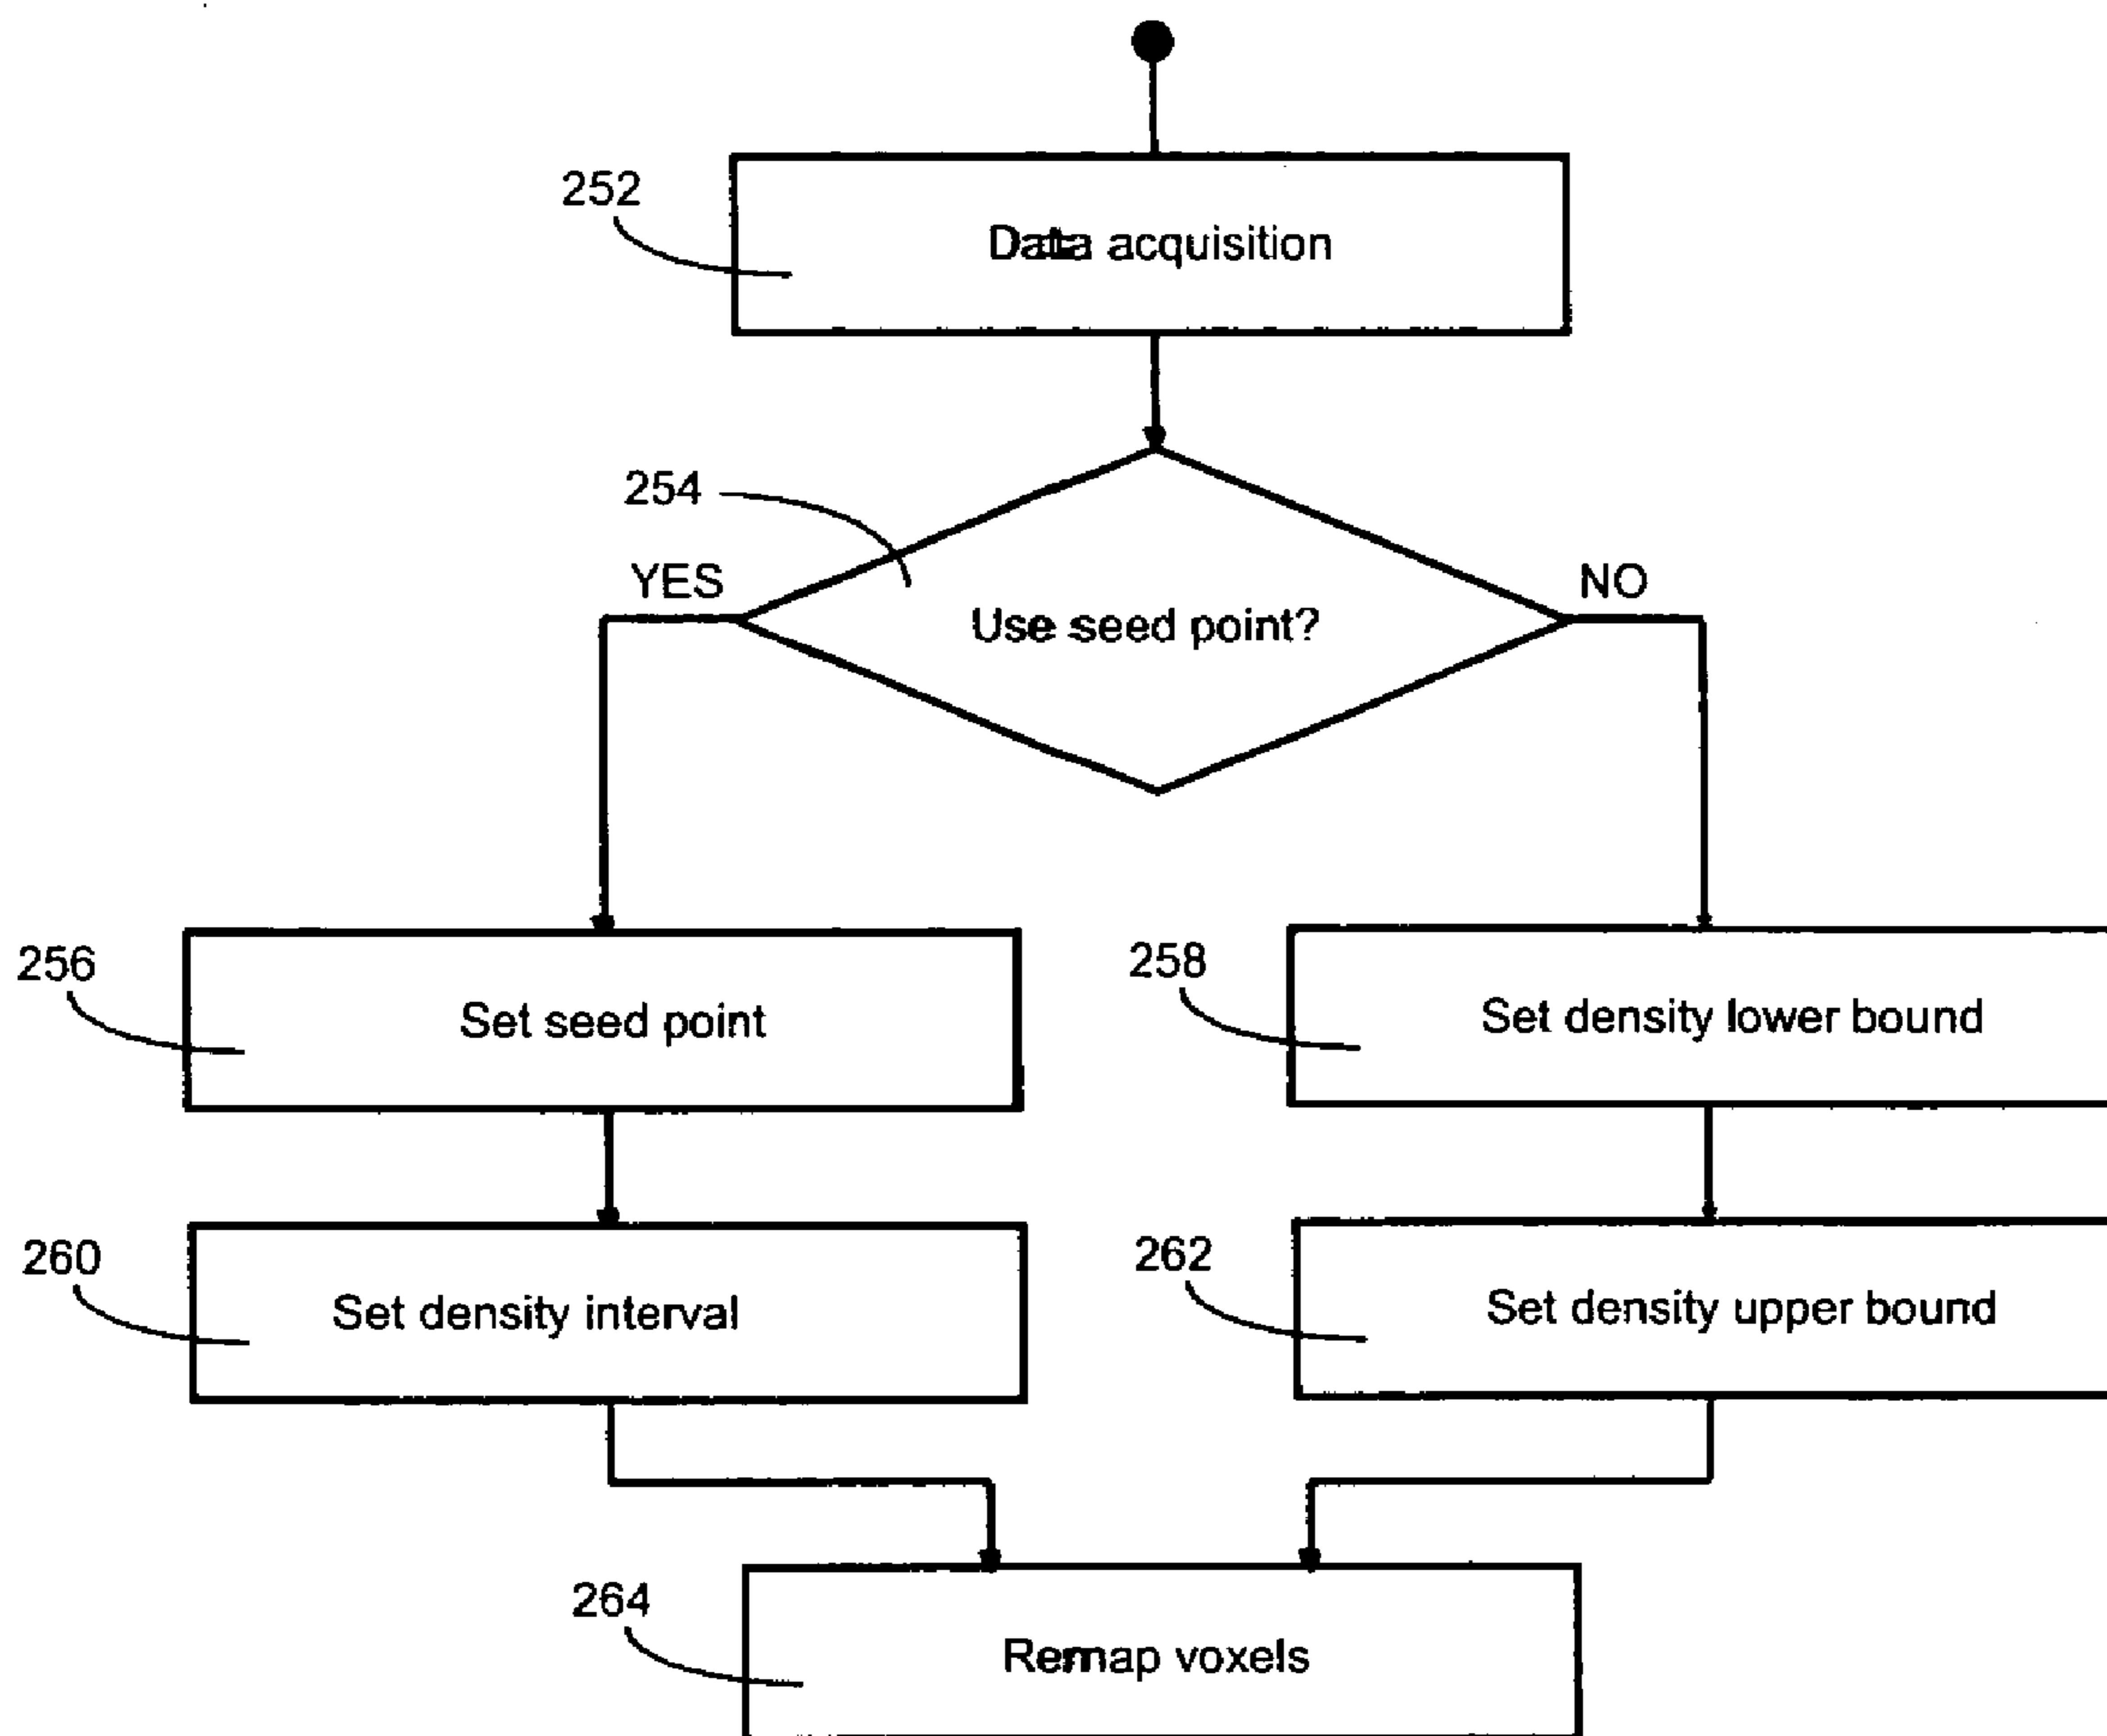 252
Data acquisition
254
YES
NO
Use seed point?
256
Set seed point
258
Set density lower bound
260
Set density interval
262
Set density upper bound
264
Remap voxels